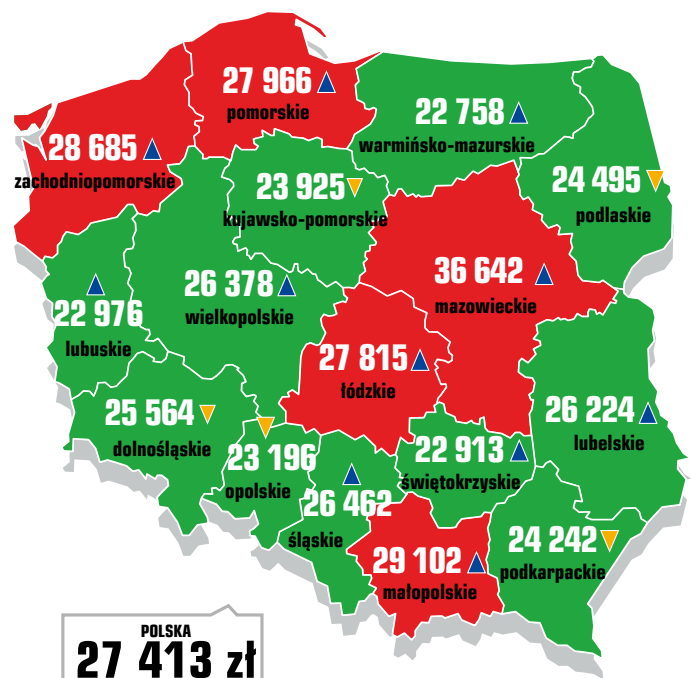 27 966
pomorskie
22 758
warmińsko-mazurskie
28 685
zachodniopomorskie
23 925
kujawsko-pomorskie
24 495
podlaskie
36 642
mazowieckie
26 378
wielkopolskie
22 976
lubuskie
27 815
łódzkie
25 564
dolnośląskie
26 224
lubelskie
23 196
opolskie
22 913
świętokrzyskie
26 462
śląskie
29 102
małopolskie
24 242
podkarpackie
POLSKA
27 413 zł